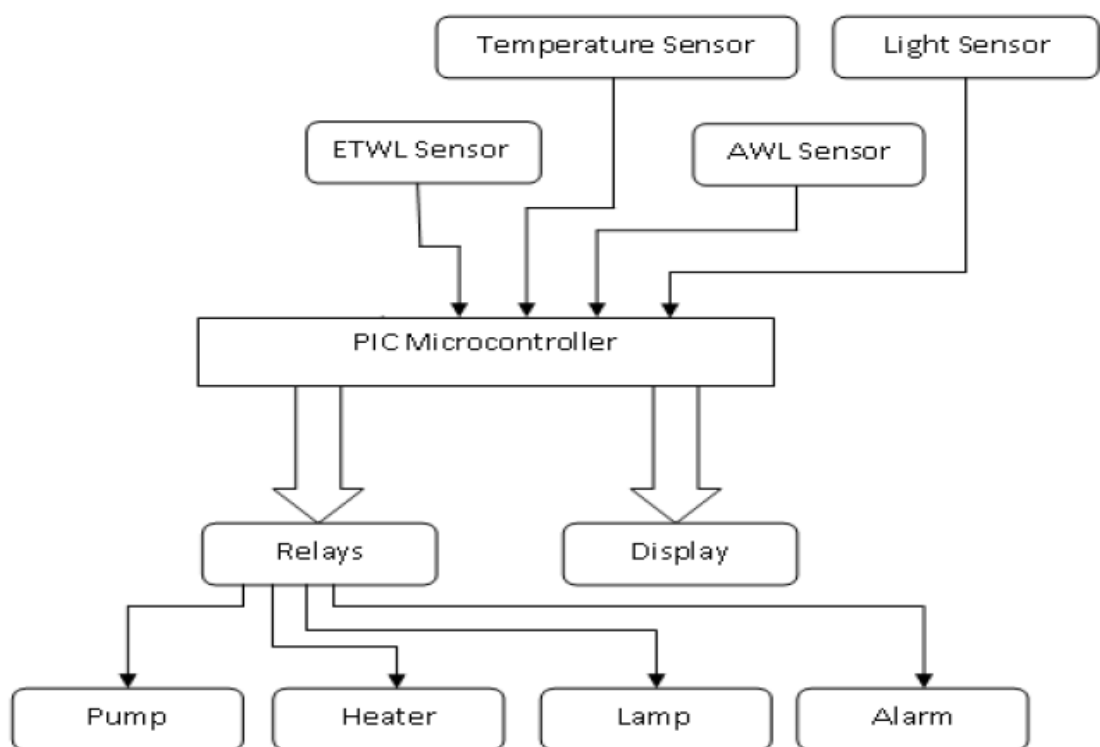 Temperature Sensor
Light Sensor
ETWL Sensor
AWL Sensor
PIC Microcontroller
Relays
Display
Pump
Heater
Lamp
Alarm